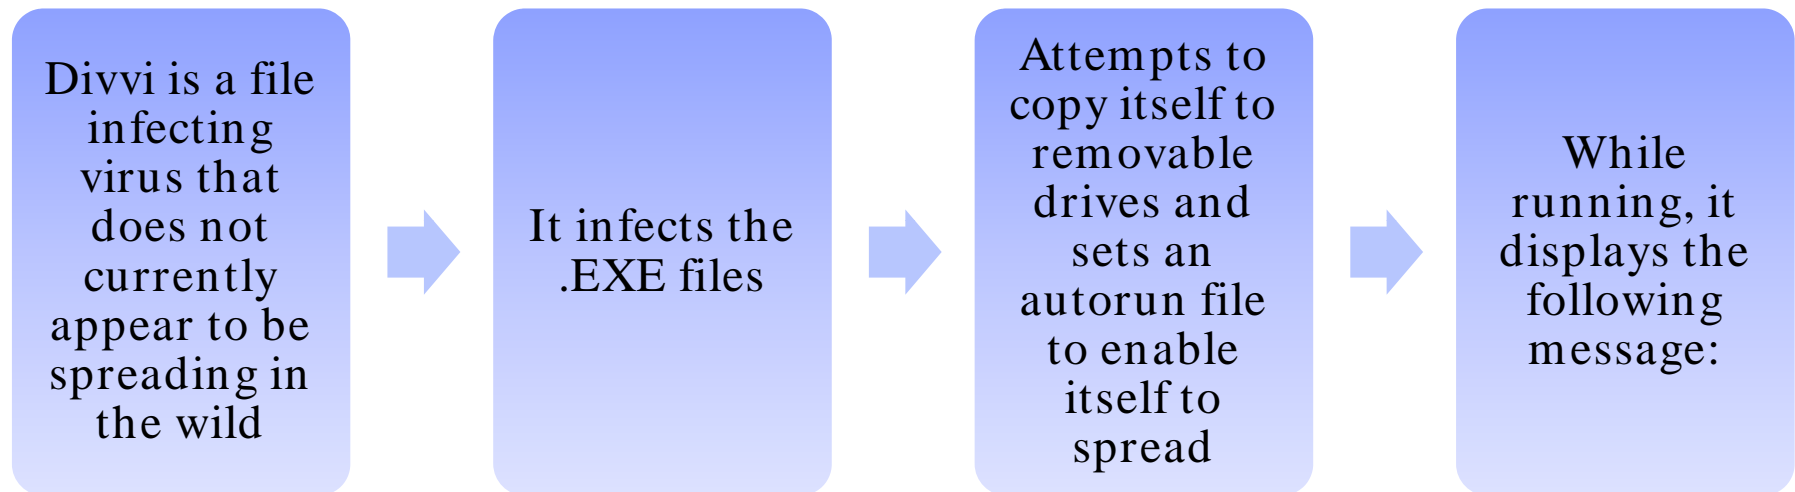 Divvi is a file
infecting
virus that
does not
currently
appear to be
spreading in
the wild
It infects the
.EXE files
Attempts to
copy itself to
removable
drives and
sets an
autorun file
to enable
itself to
spread
While
running, it
displays the
following
message: